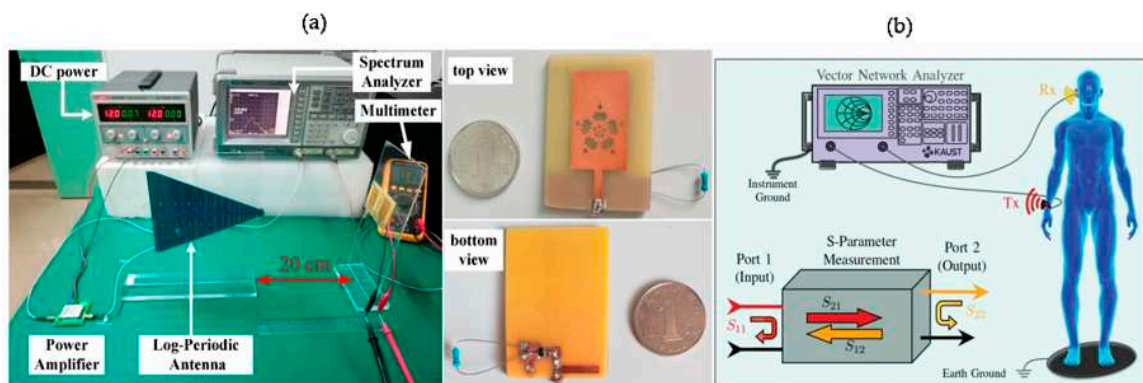 (a)
(b)
DC power
Spectrum
Analyzer
Multimeter
20 cm
Power
Amplifier
Log-Periodic
Antenna
top view
bottom
view
1
Vector Network Analyzer
KAUST
Instrument
Ground
Rx
Tx
S-Parameter
Measurement
Port 1
(Input)
Port 2
(Output)
S11
S21
S12
S22
Earth Ground